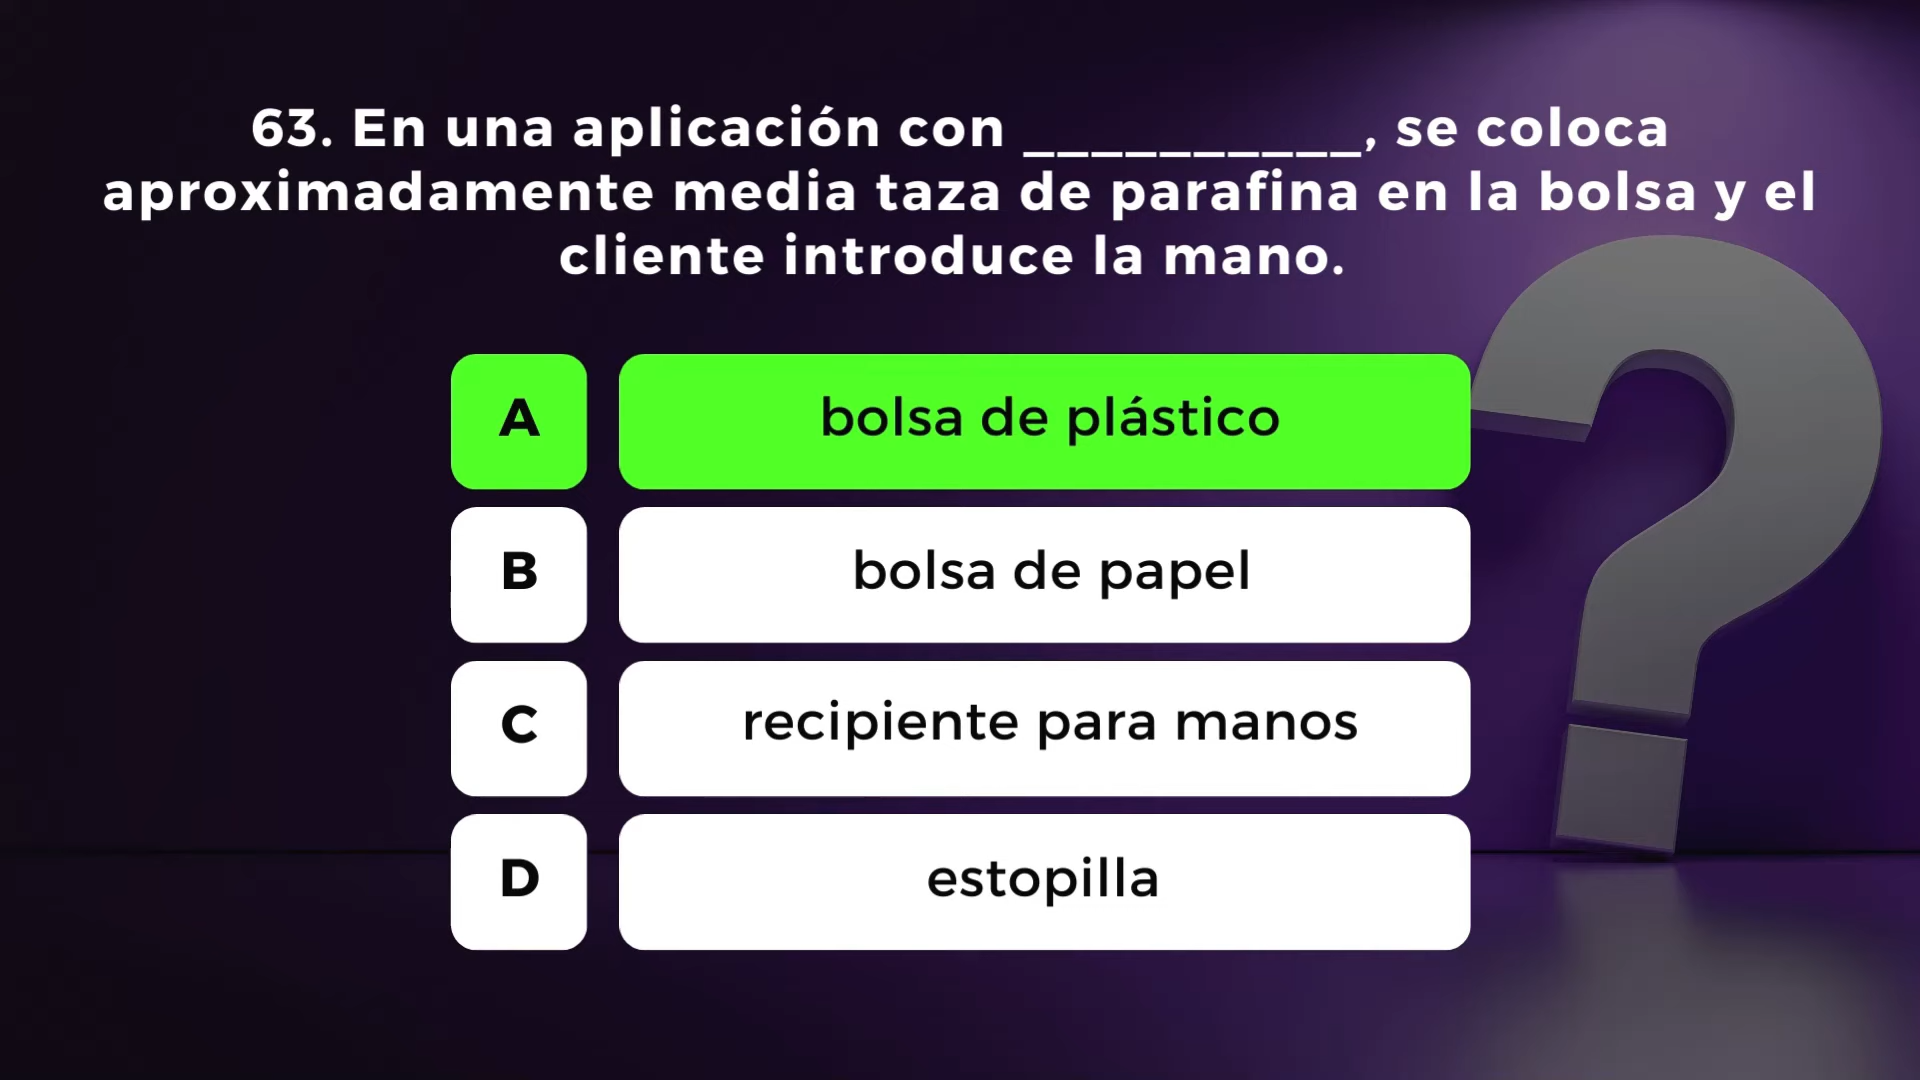 63. En una aplicación con __________, se coloca
aproximadamente media taza de parafina en la bolsa y el
cliente introduce la mano.
A bolsa de plástico
B bolsa de papel
C recipiente para manos
D estopilla